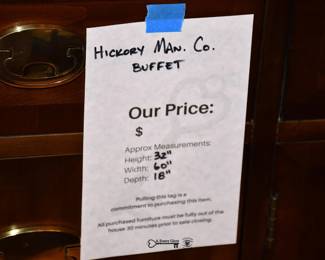 HICKORY MAN. CO.
BUFFET
Our Price:
$
Approx Measurements:
Height: 32"
Width: 60"
Depth: 18"
Pulling this tag is a
commitment to purchasing this item.
All purchased furniture must be fully out of the
house 30 minutes prior to sale closing.